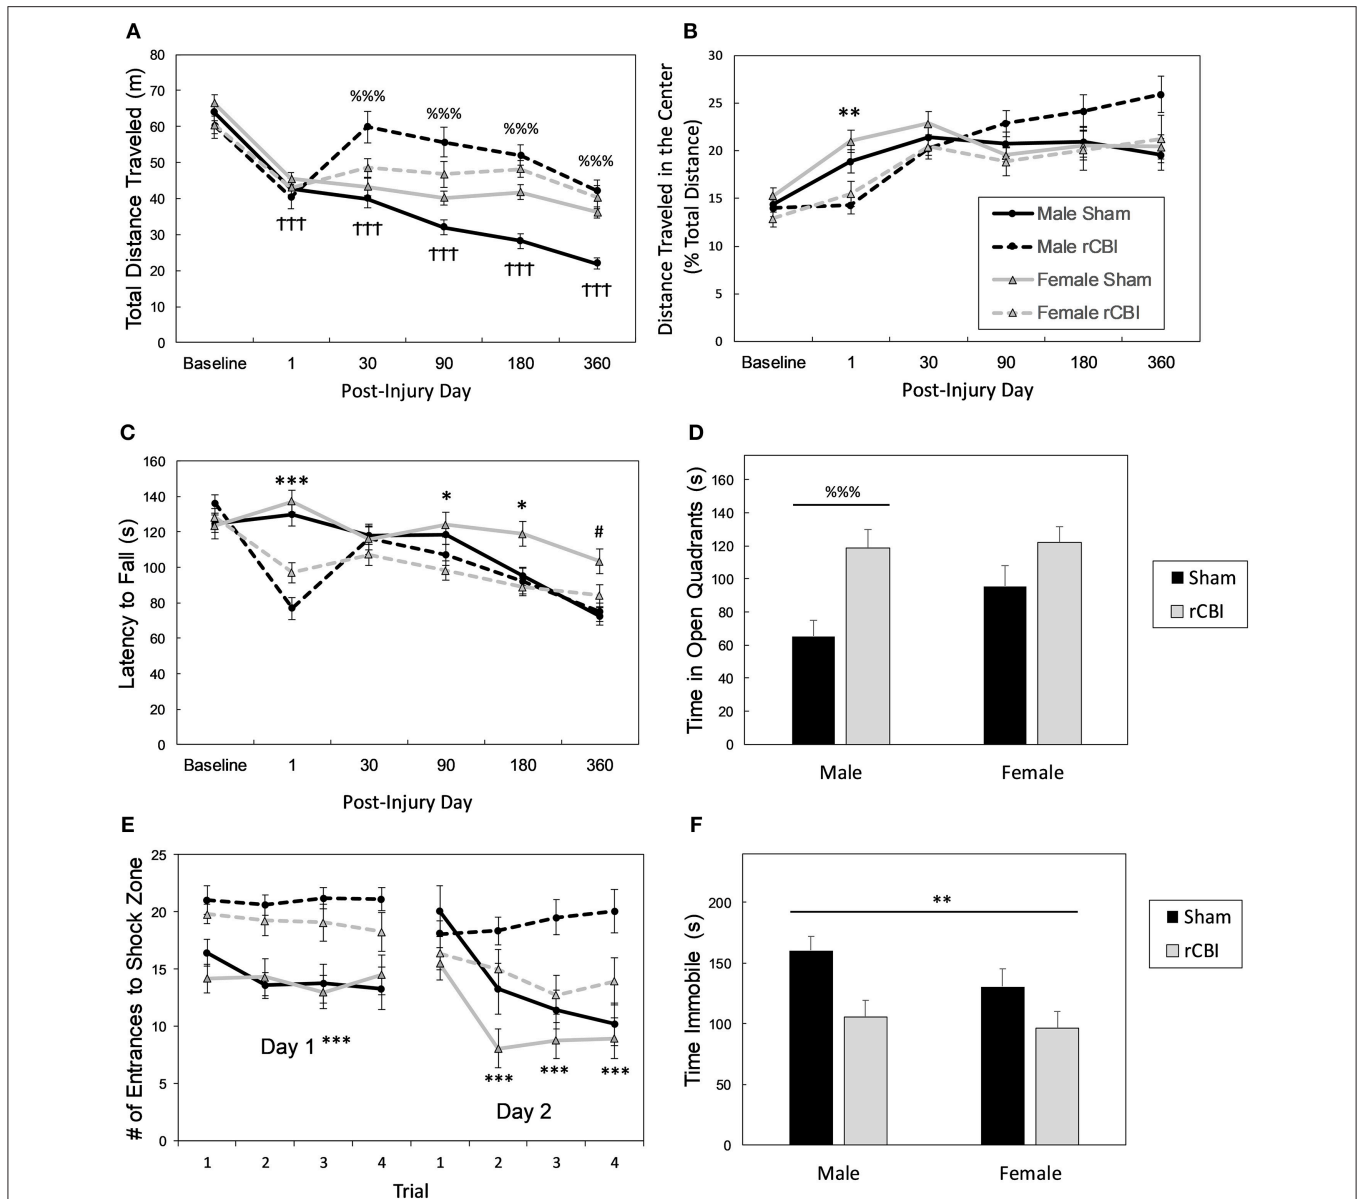 A
Total Distance Traveled (m)
80
70
60
50
40
30
20
10
0
%%%
%%%
%%%
%%%
†††
†††
†††
†††
†††
Baseline 1 30 90 180 360
Post-Injury Day
B
Distance Traveled in the Center
(% Total Distance)
30
25
20
15
10
5
0
**
Male Sham
Male rCBI
Female Sham
Female rCBI
Baseline 1 30 90 180 360
Post-Injury Day
C
Latency to Fall (s)
160
140
120
100
80
60
40
20
0
***
*
*
#
Baseline 1 30 90 180 360
Post-Injury Day
D
Time in Open Quadrants (s)
160
140
120
100
80
60
40
20
0
%%%
Male Female
Sham
rCBI
E
# of Entrances to Shock Zone
25
20
15
10
5
0
Day 1 ***
*** *** ***
Day 2
1 2 3 4 1 2 3 4
Trial
F
Time Immobile (s)
200
150
100
50
0
**
Male Female
Sham
rCBI